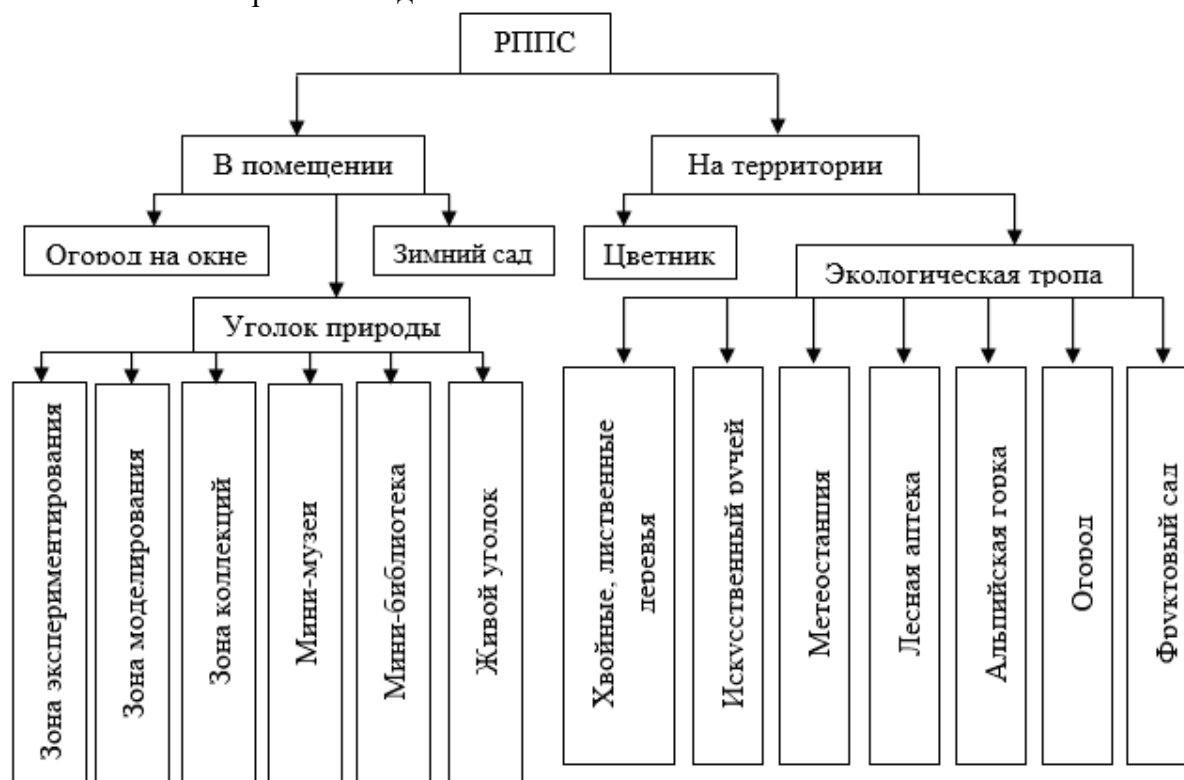 РППС
В помещении
На территории
Огород на окне
Зимний сад
Цветник
Экологическая тропа
Уголок природы
Зона экспериментирования
Зона моделирования
Зона коллекций
Мини-музеи
Мини-библиотека
Живой уголок
Хвойные, лиственные
деревья
Искусственный ручей
Метеостанция
Лесная аптека
Альпийская горка
Огород
Фруктовый сад